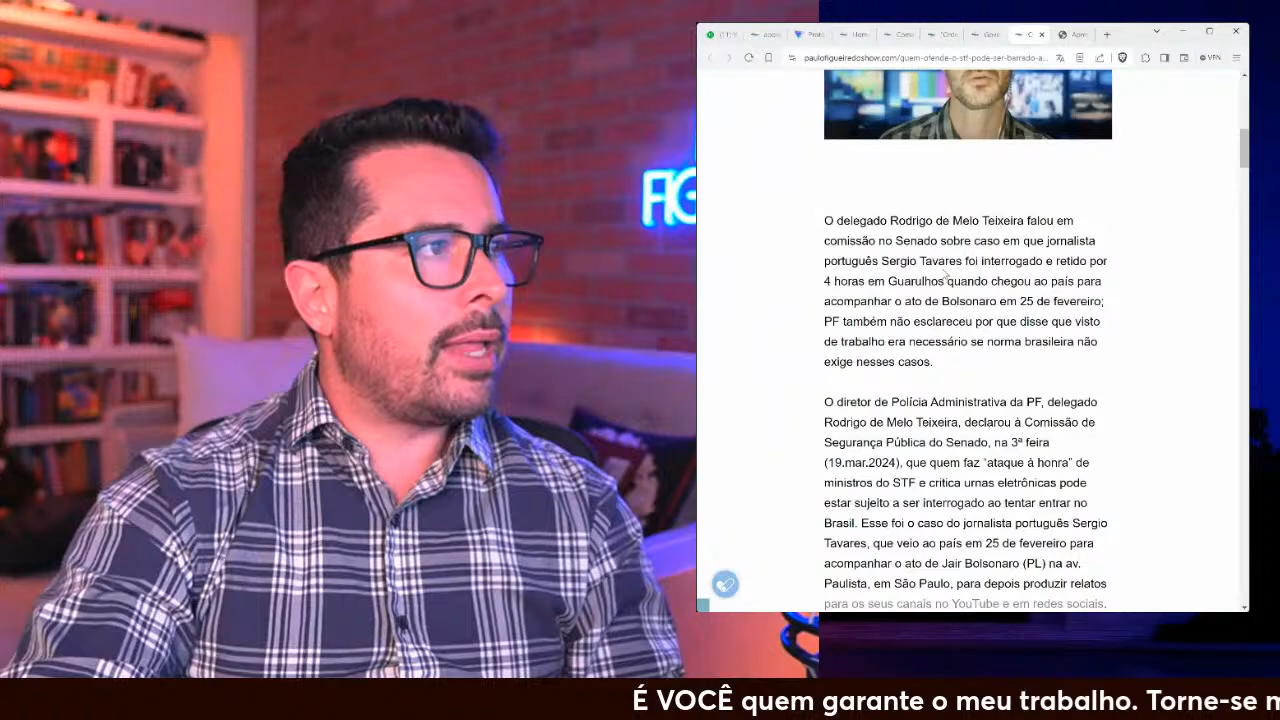 paulofigueiredoshow.com/quem-ofende-o-stf-pode-ser-barrado-a...
VPN
FIG
O delegado Rodrigo de Melo Teixeira falou em
comissão no Senado sobre caso em que jornalista
português Sergio Tavares foi interrogado e retido por
4 horas em Guarulhos quando chegou ao país para
acompanhar o ato de Bolsonaro em 25 de fevereiro;
PF também não esclareceu por que disse que visto
de trabalho era necessário se norma brasileira não
exige nesses casos.
O diretor de Polícia Administrativa da PF, delegado
Rodrigo de Melo Teixeira, declarou à Comissão de
Segurança Pública do Senado, na 3ª feira
(19.mar.2024), que quem faz “ataque à honra” de
ministros do STF e critica urnas eletrônicas pode
estar sujeito a ser interrogado ao tentar entrar no
Brasil. Esse foi o caso do jornalista português Sergio
Tavares, que veio ao país em 25 de fevereiro para
acompanhar o ato de Jair Bolsonaro (PL) na av.
Paulista, em São Paulo, para depois produzir relatos
para os seus canais no YouTube e em redes sociais.
É VOCÊ quem garante o meu trabalho. Torne-se m